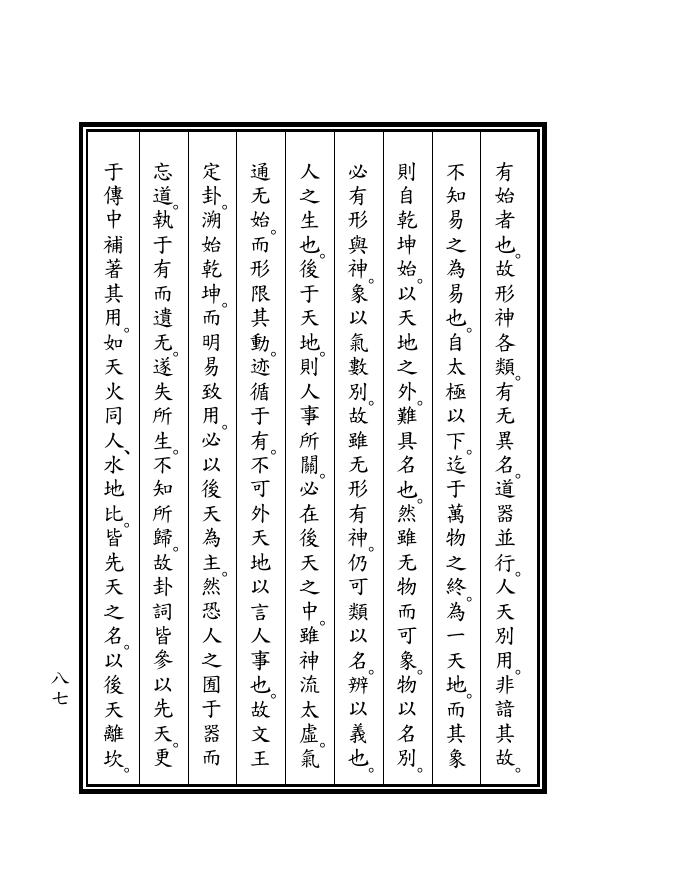 有始者也。故形神各類。有无異名。道器並行。人天別用。非諳其故。
不知易之為易也。自太極以下。迄于萬物之終。為一天地。而其象
則自乾坤始。以天地之外。難具名也。然雖无物而可象。物以名別。
必有形與神。象以氣數別。故雖无形有神。仍可類以名。辨以義也。
人之生也。後于天地。則人事所關。必在後天之中。雖神流太虛。氣
通无始。而形限其動。迹循于有。不可外天地以言人事也。故文王
定卦。溯始乾坤。而明易致用。必以後天為主。然恐人之囿于器而
忘道。執于有而遺无。遂失所生。不知所歸。故卦詞皆參以先天。更
于傳中補著其用。如天火同人、水地比。皆先天之名。以後天離坎。
八七